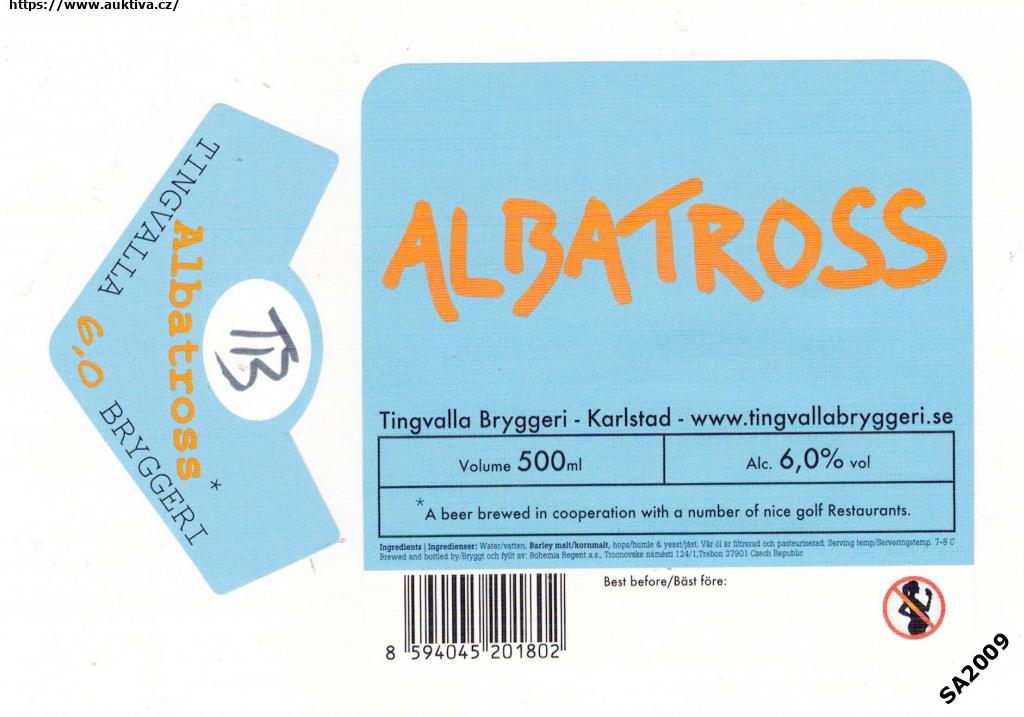 https://www.auktiva.cz/
TINGVALLA
Albatross
6,0
BRYGGERI
*
TB
ALBATROSS
Tingvalla Bryggeri - Karlstad - www.tingvallabryggeri.se
Volume 500ml
Alc. 6,0% vol
*A beer brewed in cooperation with a number of nice golf Restaurants.
Ingredients | Ingredienser: Water/vatten, Barley malt/kornmalt, hops/humle & yeast/jäst. Vår öl är filtrerad och pasteuriserad. Serving temp/Serveringstemp. 7-8 C
Brewed and bottled by/Bryggt och fyllt av: Bohemia Regent a.s., Trocnovské náměstí 124/1,Trebon 37901 Czech Republic
Best before/Bäst före:
8 594045 201802
SA2009